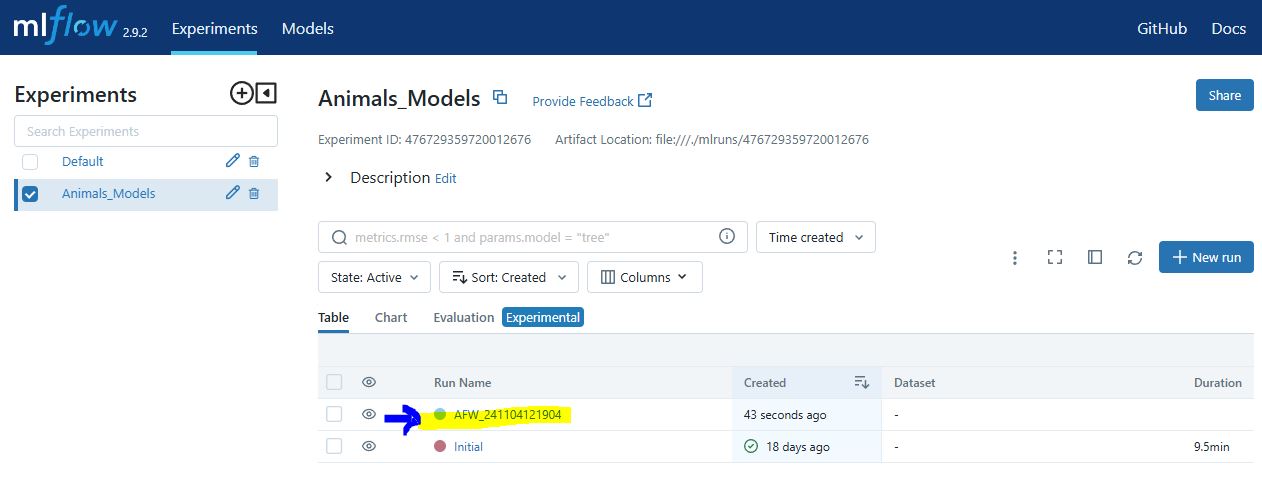 mlflow 2.9.2 Experiments Models GitHub Docs
Experiments
Search Experiments
Default
Animals_Models
Animals_Models Provide Feedback Share
Experiment ID: 476729359720012676 Artifact Location: file:///./mlruns/476729359720012676
Description Edit
metrics.rmse < 1 and params.model = "tree" Time created
State: Active Sort: Created Columns
New run
Table Chart Evaluation Experimental
Run Name Created Dataset Duration
AFW_241104121904 43 seconds ago - 
Initial 18 days ago - 9.5min